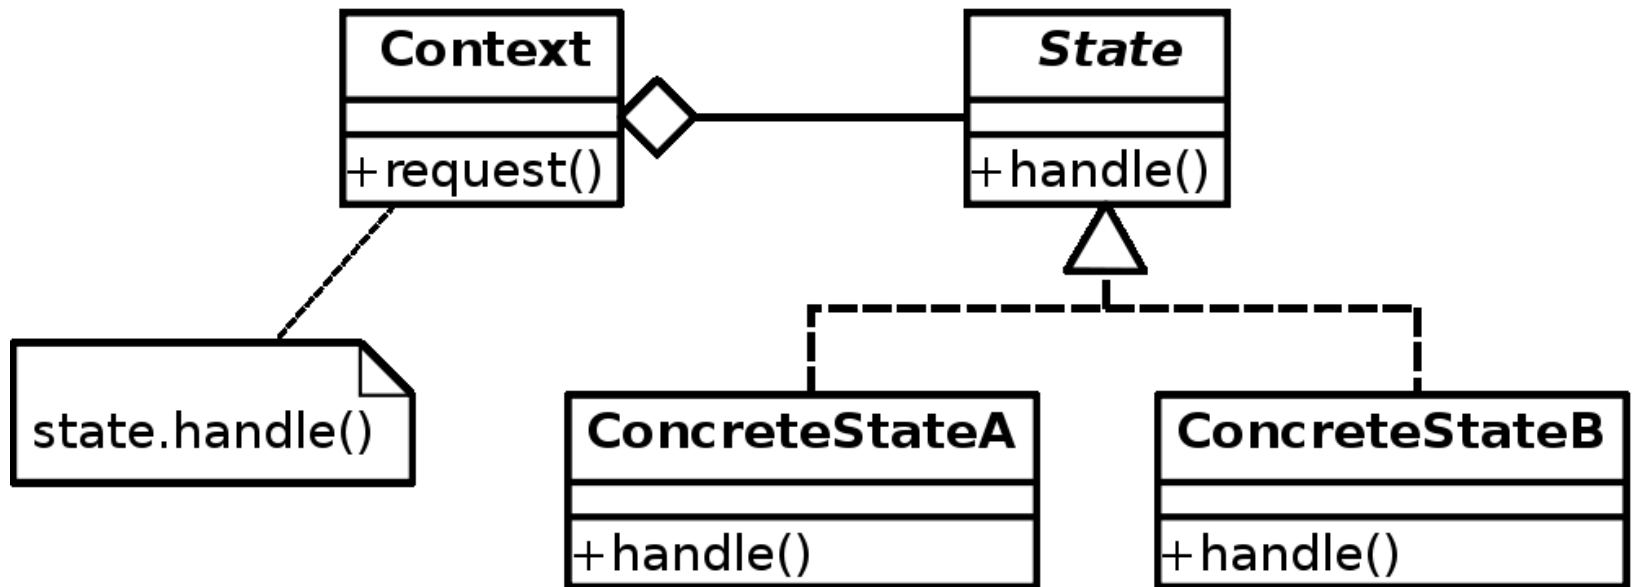 Context
+request()
State
+handle()
state.handle()
ConcreteStateA
+handle()
ConcreteStateB
+handle()